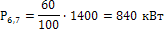 P₆,₇ = 60/100 · 1400 = 840 кВт